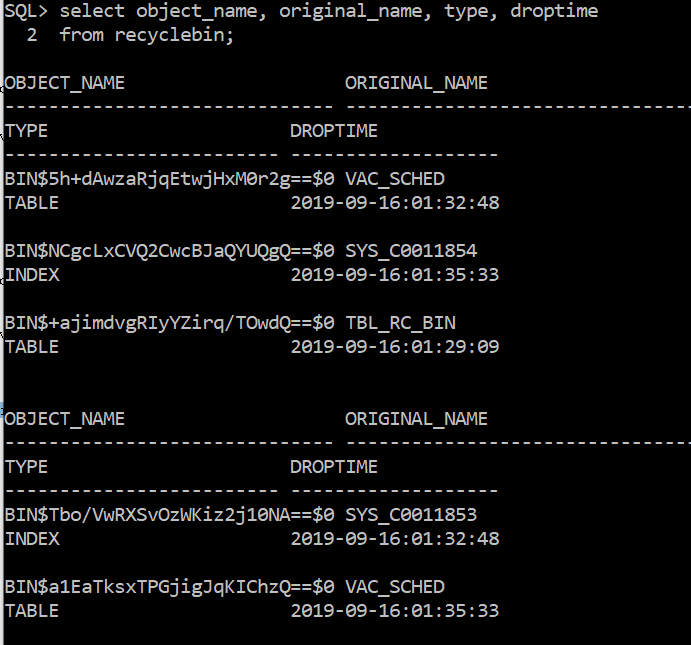 SQL> select object_name, original_name, type, droptime
  2  from recyclebin;
OBJECT_NAME                    ORIGINAL_NAME
------------------------------ --------------------------------
TYPE                      DROPTIME
------------------------- -------------------
BIN$5h+dAwzaRjqEtwjHxM0r2g==$0 VAC_SCHED
TABLE                     2019-09-16:01:32:48
BIN$NCgcLxCVQ2CwcBJaQYUQgQ==$0 SYS_C0011854
INDEX                     2019-09-16:01:35:33
BIN$+ajimdvgRIyYZirq/TOwdQ==$0 TBL_RC_BIN
TABLE                     2019-09-16:01:29:09
OBJECT_NAME                    ORIGINAL_NAME
------------------------------ --------------------------------
TYPE                      DROPTIME
------------------------- -------------------
BIN$Tbo/VwRXSvOzWKiz2j10NA==$0 SYS_C0011853
INDEX                     2019-09-16:01:32:48
BIN$a1EaTksxTPGjigJqKIChzQ==$0 VAC_SCHED
TABLE                     2019-09-16:01:35:33